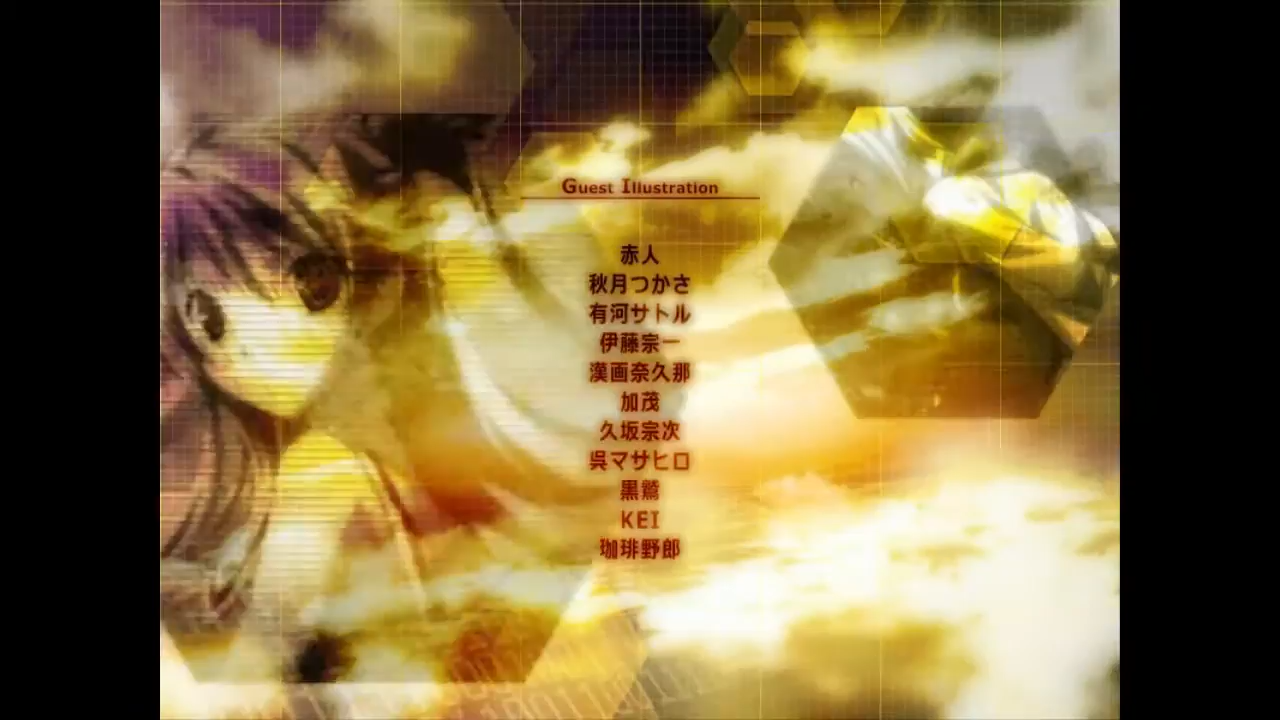 Guest Illustration
赤人
秋月つかさ
有河サトル
伊藤宗一
漢画奈久那
加茂
久坂宗次
呉マサヒロ
黒鷲
KEI
珈琲野郎